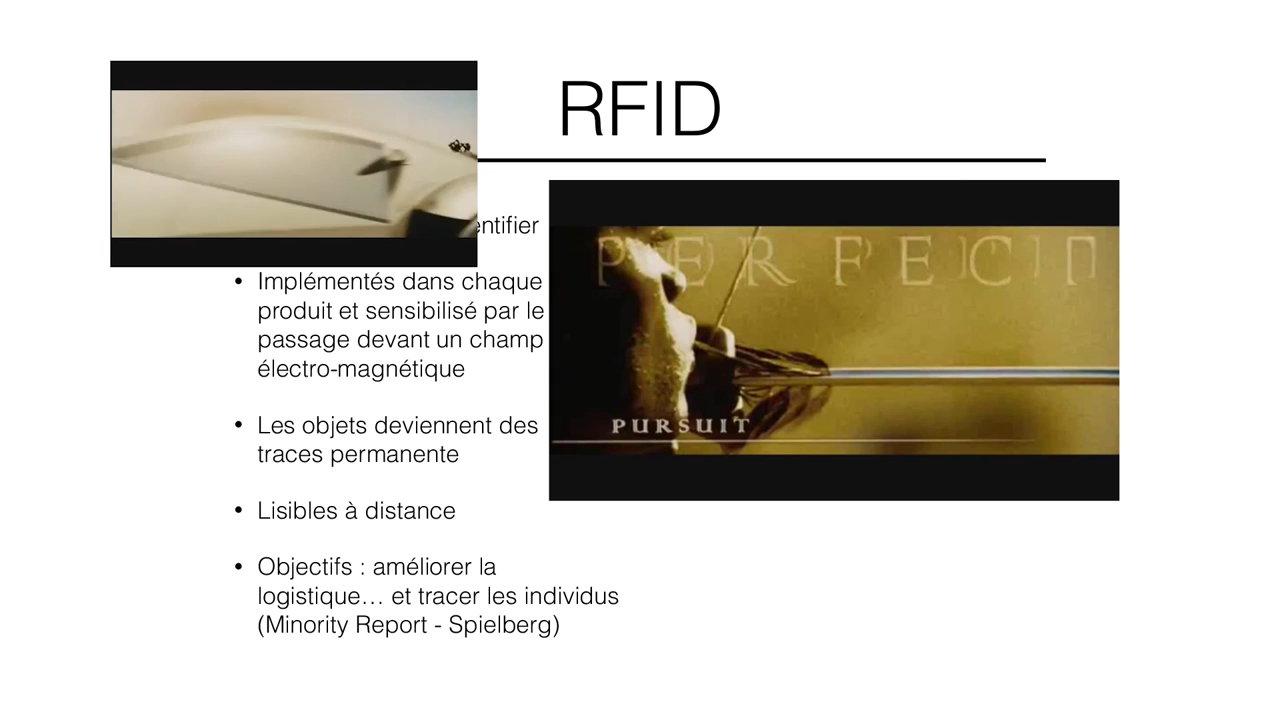 RFID
entifier
• Implémentés dans chaque
produit et sensibilisé par le
passage devant un champ
électro-magnétique
• Les objets deviennent des
traces permanente
• Lisibles à distance
• Objectifs : améliorer la
logistique… et tracer les individus
(Minority Report - Spielberg)
PERFECT
PURSUIT